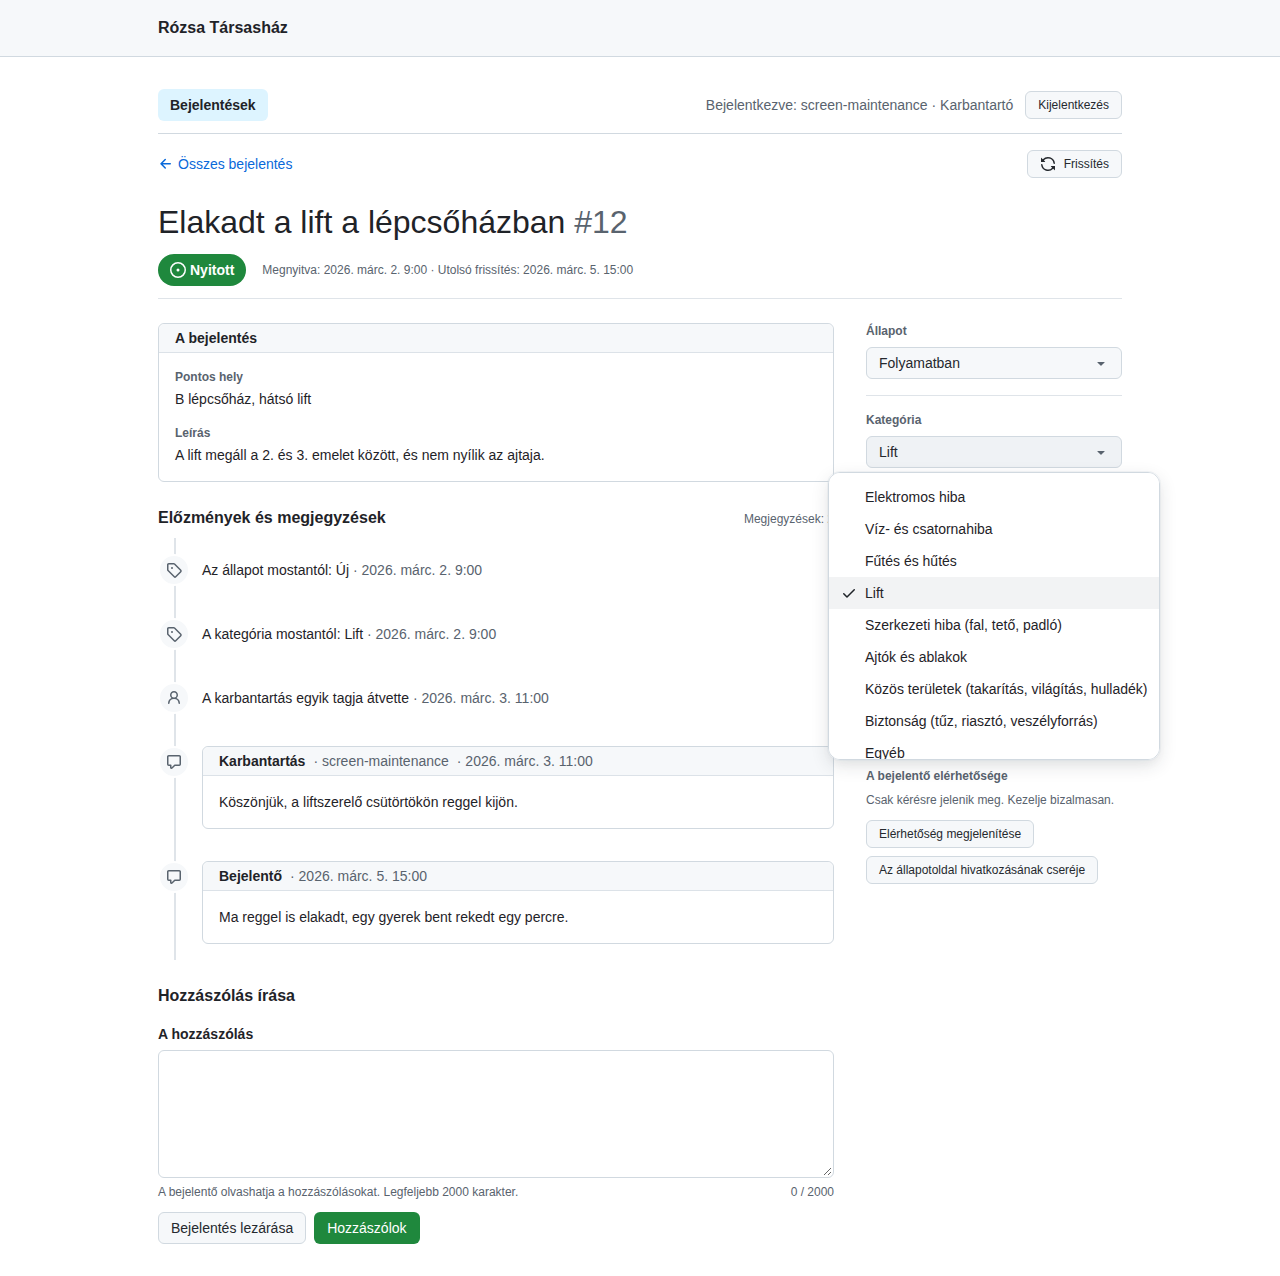 Rózsa Társasház
Bejelentések
Bejelentkezve: screen-maintenance · Karbantartó
Kijelentkezés
Összes bejelentés
Frissítés
Elakadt a lift a lépcsőházban #12
Nyitott
Megnyitva: 2026. márc. 2. 9:00 · Utolsó frissítés: 2026. márc. 5. 15:00
A bejelentés
Pontos hely
B lépcsőház, hátsó lift
Leírás
A lift megáll a 2. és 3. emelet között, és nem nyílik az ajtaja.
Előzmények és megjegyzések
Megjegyzések:
Az állapot mostantól: Új · 2026. márc. 2. 9:00
A kategória mostantól: Lift · 2026. márc. 2. 9:00
A karbantartás egyik tagja átvette · 2026. márc. 3. 11:00
Karbantartás · screen-maintenance · 2026. márc. 3. 11:00
Köszönjük, a liftszerelő csütörtökön reggel kijön.
Bejelentő · 2026. márc. 5. 15:00
Ma reggel is elakadt, egy gyerek bent rekedt egy percre.
Hozzászólás írása
A hozzászólás
A bejelentő olvashatja a hozzászólásokat. Legfeljebb 2000 karakter.
0 / 2000
Bejelentés lezárása
Hozzászólok
Állapot
Folyamatban
Kategória
Lift
Elektromos hiba
Víz- és csatornahiba
Fűtés és hűtés
Lift
Szerkezeti hiba (fal, tető, padló)
Ajtók és ablakok
Közös területek (takarítás, világítás, hulladék)
Biztonság (tűz, riasztó, veszélyforrás)
Egyéb
A bejelentő elérhetősége
Csak kérésre jelenik meg. Kezelje bizalmasan.
Elérhetőség megjelenítése
Az állapotoldal hivatkozásának cseréje